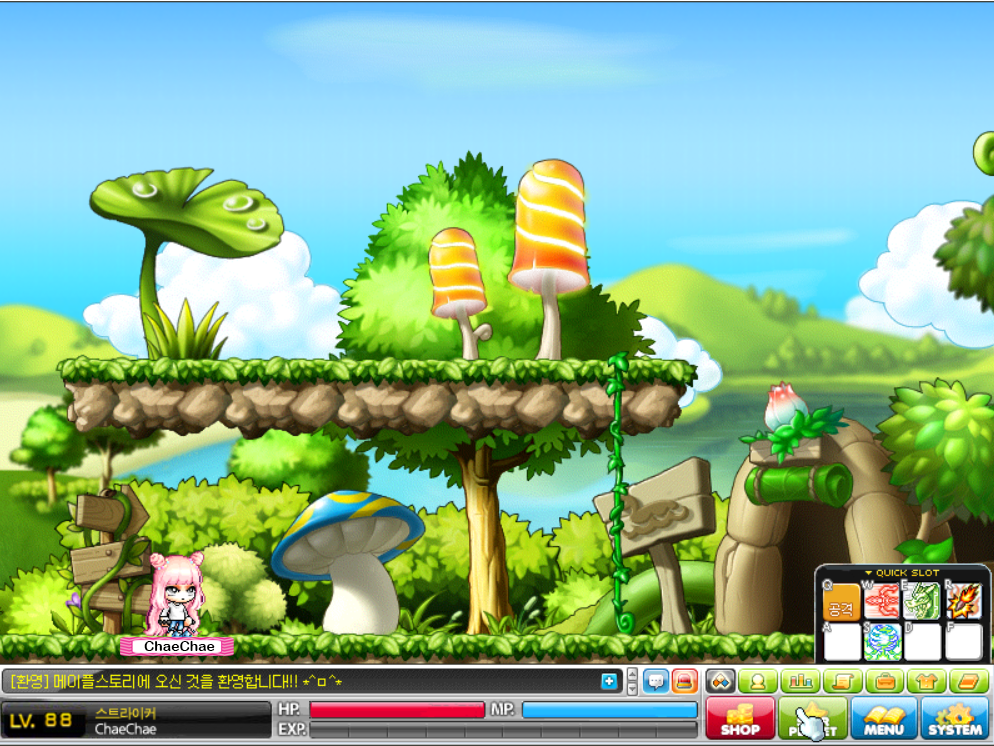 ChaeChae
QUICK SLOT
Q W E R
공격
A S D F
[환영] 메이플스토리에 오신 것을 환영합니다!! *^ㅁ^*
LV. 88
스트라이커
ChaeChae
HP.
MP.
EXP.
SHOP
MENU
SYSTEM